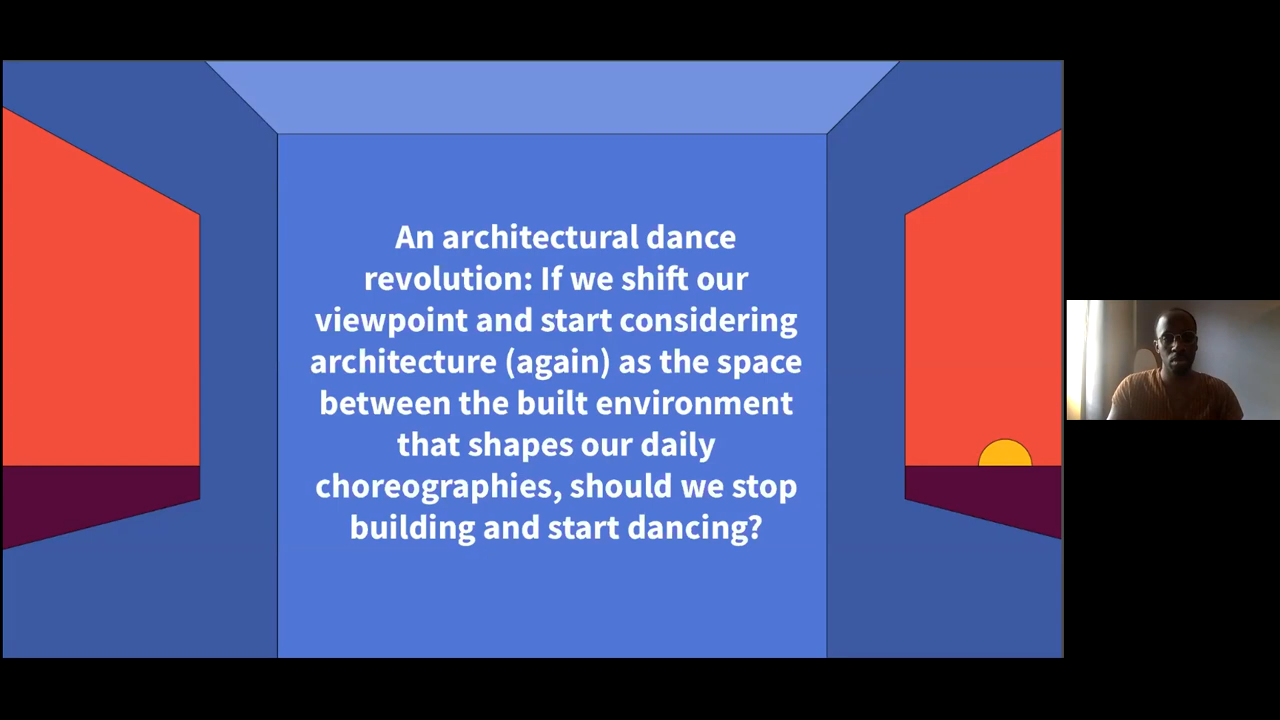 An architectural dance
revolution: If we shift our
viewpoint and start considering
architecture (again) as the space
between the built environment
that shapes our daily
choreographies, should we stop
building and start dancing?